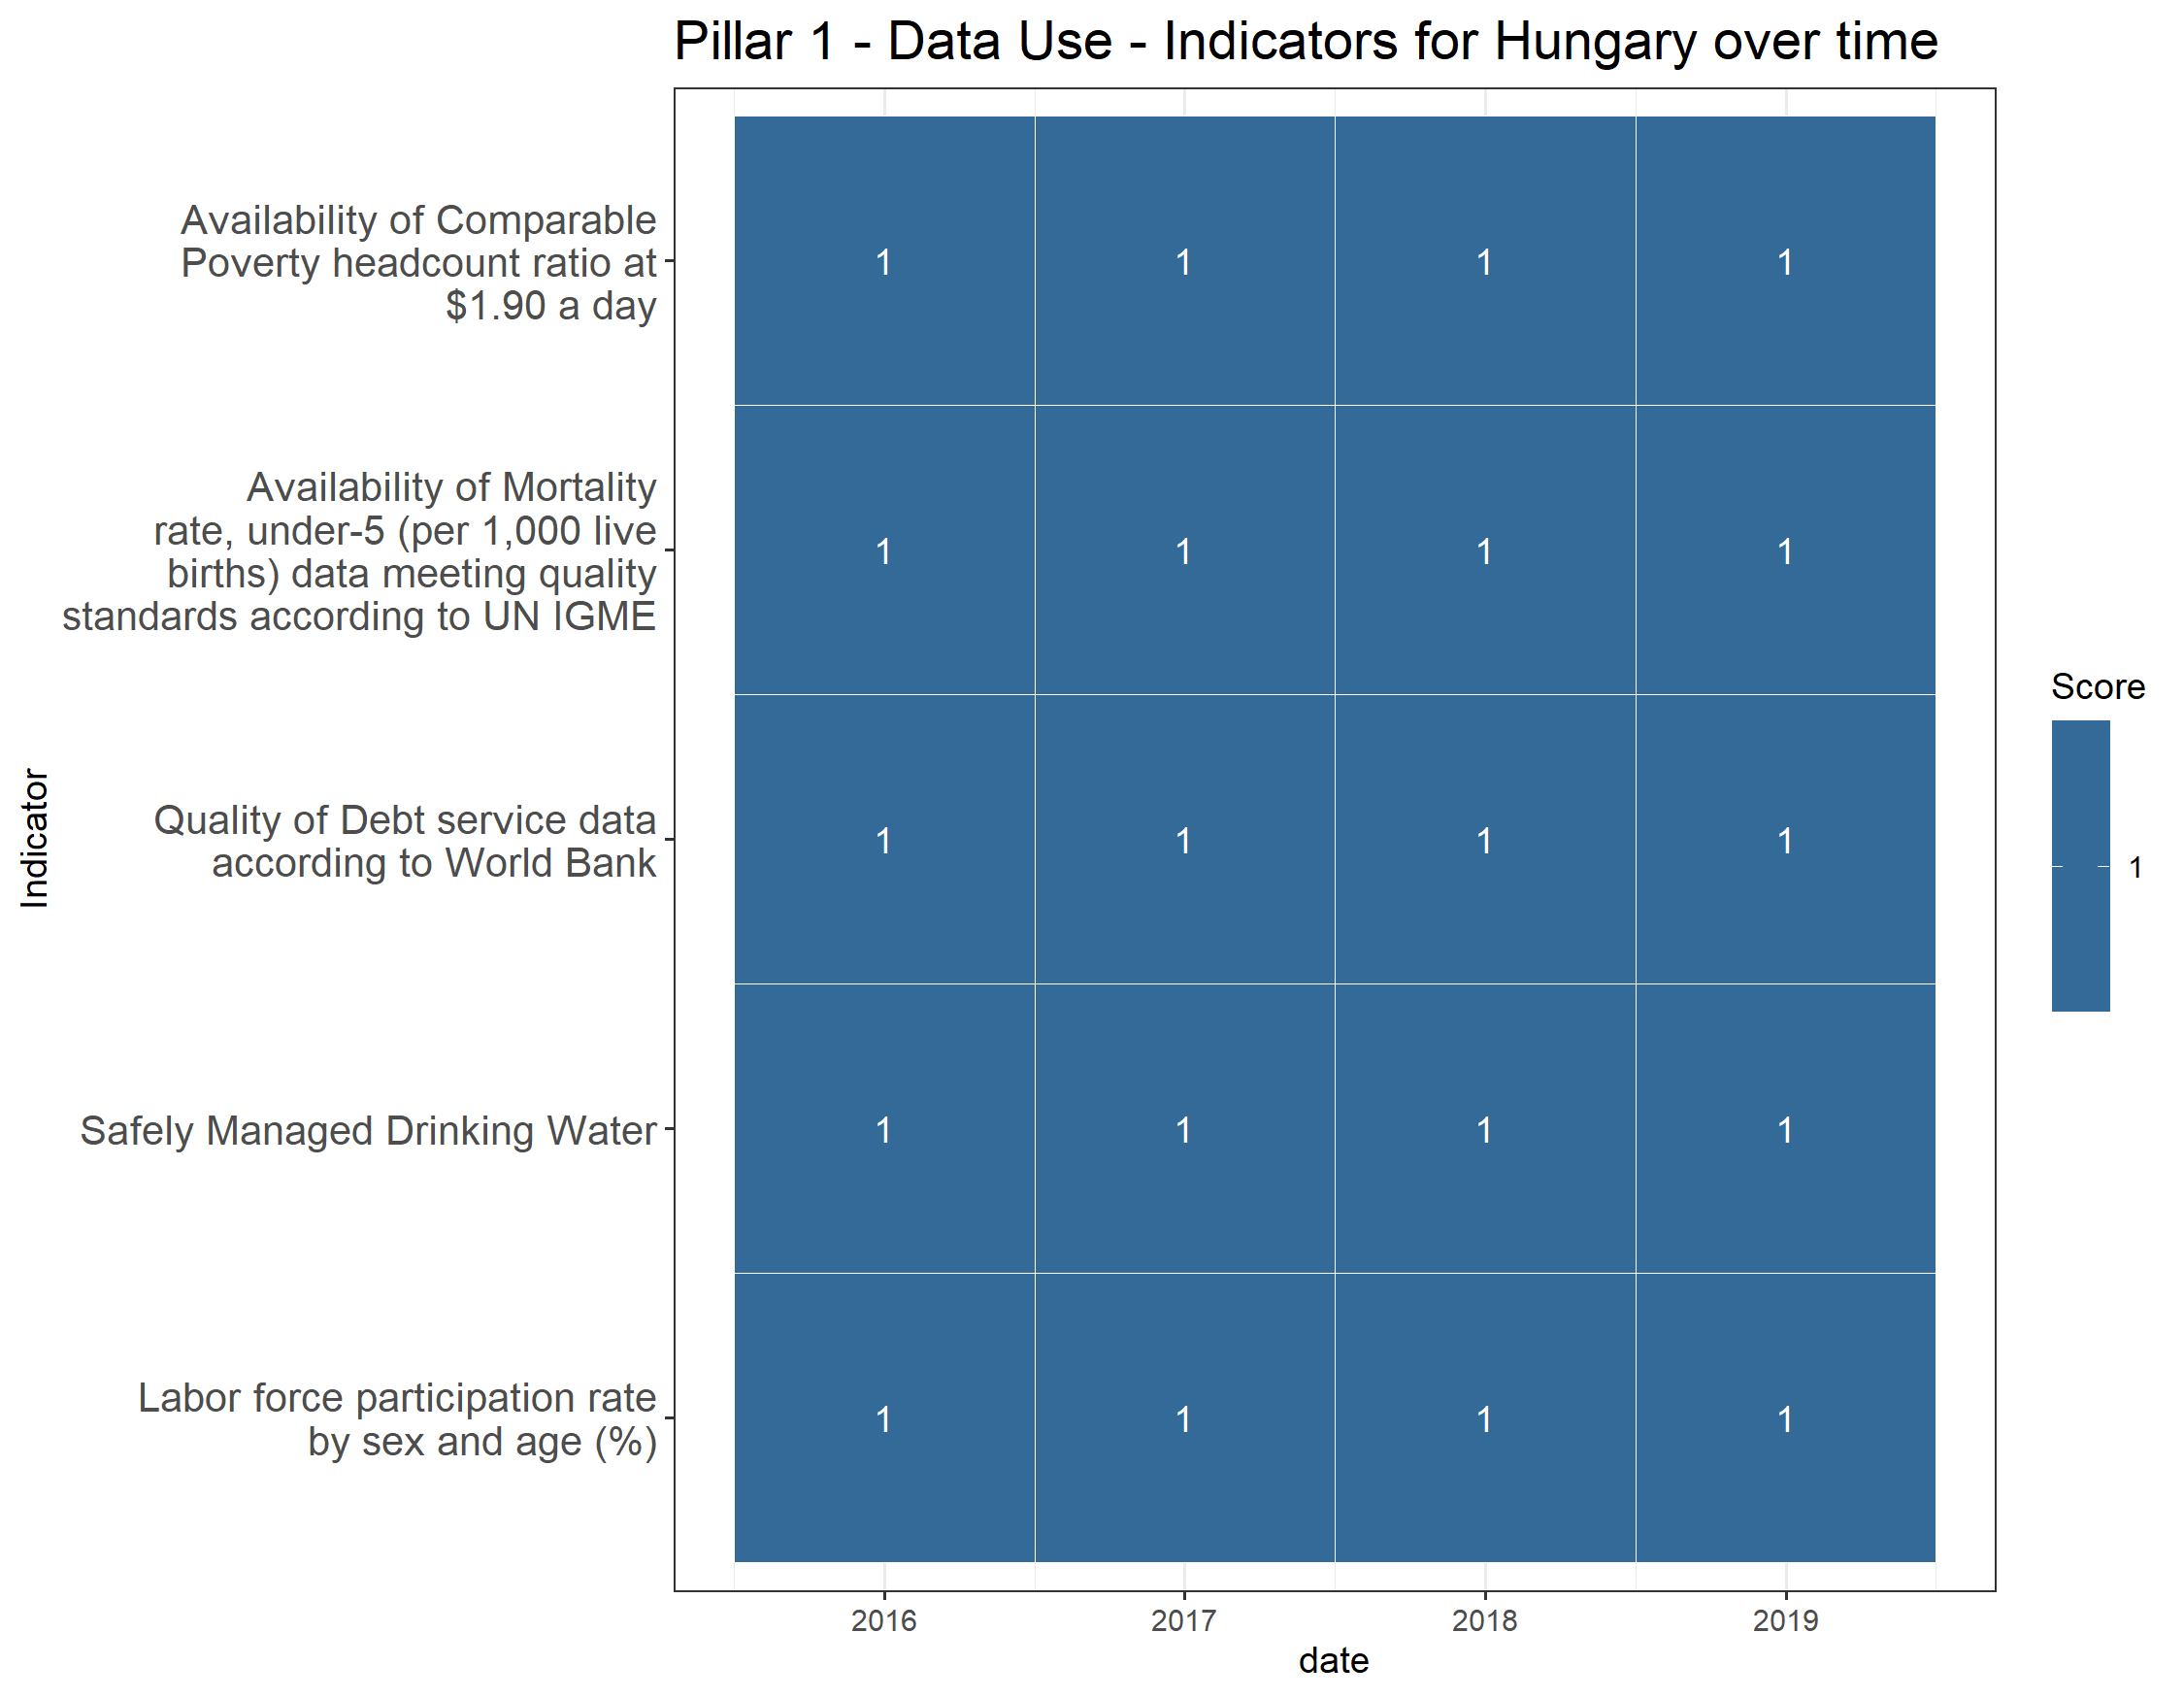 Pillar 1 - Data Use - Indicators for Hungary over time
Availability of Comparable
Poverty headcount ratio at
$1.90 a day
1 1 1 1
Availability of Mortality
rate, under-5 (per 1,000 live
births) data meeting quality
standards according to UN IGME
1 1 1 1
Quality of Debt service data
according to World Bank
1 1 1 1
Safely Managed Drinking Water
1 1 1 1
Labor force participation rate
by sex and age (%)
1 1 1 1
Indicator
2016 2017 2018 2019
date
Score
1